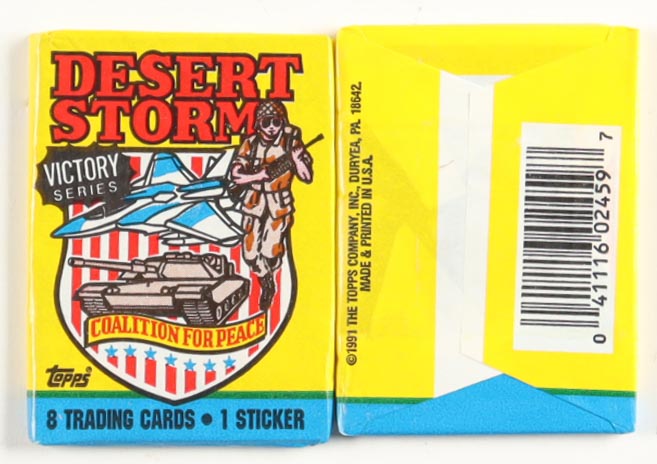 DESERT
STORM
VICTORY
SERIES
COALITION FOR PEACE
topps®
8 TRADING CARDS • 1 STICKER
©1991 THE TOPPS COMPANY, INC., DURYEA, PA. 18642.
MADE & PRINTED IN U.S.A.
0 41116 02459 7